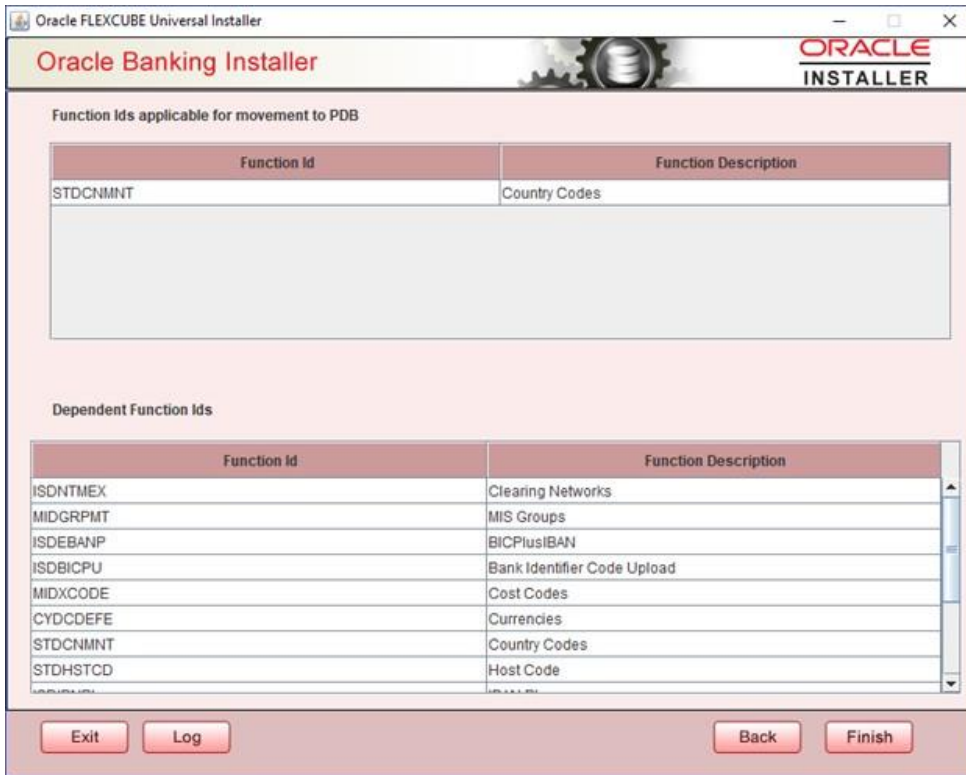 Oracle FLEXCUBE Universal Installer
Oracle Banking Installer
ORACLE
INSTALLER
Function Ids applicable for movement to PDB
Function Id Function Description
STDCNMNT Country Codes
Dependent Function Ids
Function Id Function Description
ISDNTMEX Clearing Networks
MIDGRPMT MIS Groups
ISDEBANP BICPlusIBAN
ISDBICPU Bank Identifier Code Upload
MIDXCODE Cost Codes
CYDCDEFE Currencies
STDCNMNT Country Codes
STDHSTCD Host Code
Exit Log Back Finish